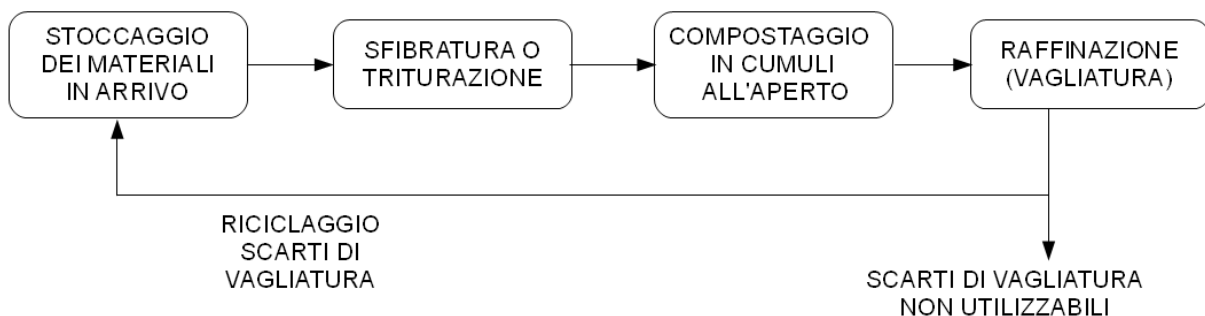 STOCCAGGIO
DEI MATERIALI
IN ARRIVO
SFIBRATURA O
TRITURAZIONE
COMPOSTAGGIO
IN CUMULI
ALL'APERTO
RAFFINAZIONE
(VAGLIATURA)
RICICLAGGIO
SCARTI DI
VAGLIATURA
SCARTI DI VAGLIATURA
NON UTILIZZABILI